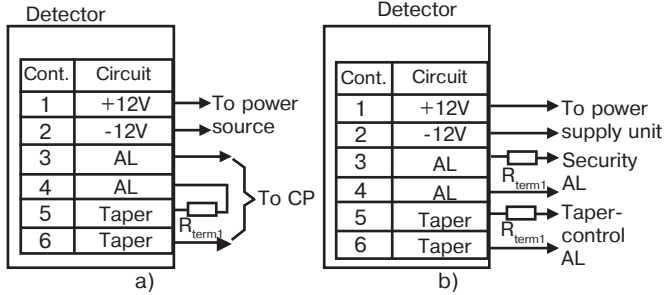 Detector
Cont. Circuit
1 +12V To power
2 -12V source
3 AL
4 AL To CP
5 Taper
R term1
6 Taper
a)
Detector
Cont. Circuit
1 +12V To power
2 -12V supply unit
3 AL Security
R term1
4 AL AL
5 Taper Taper-
R term1 control
6 Taper AL
b)